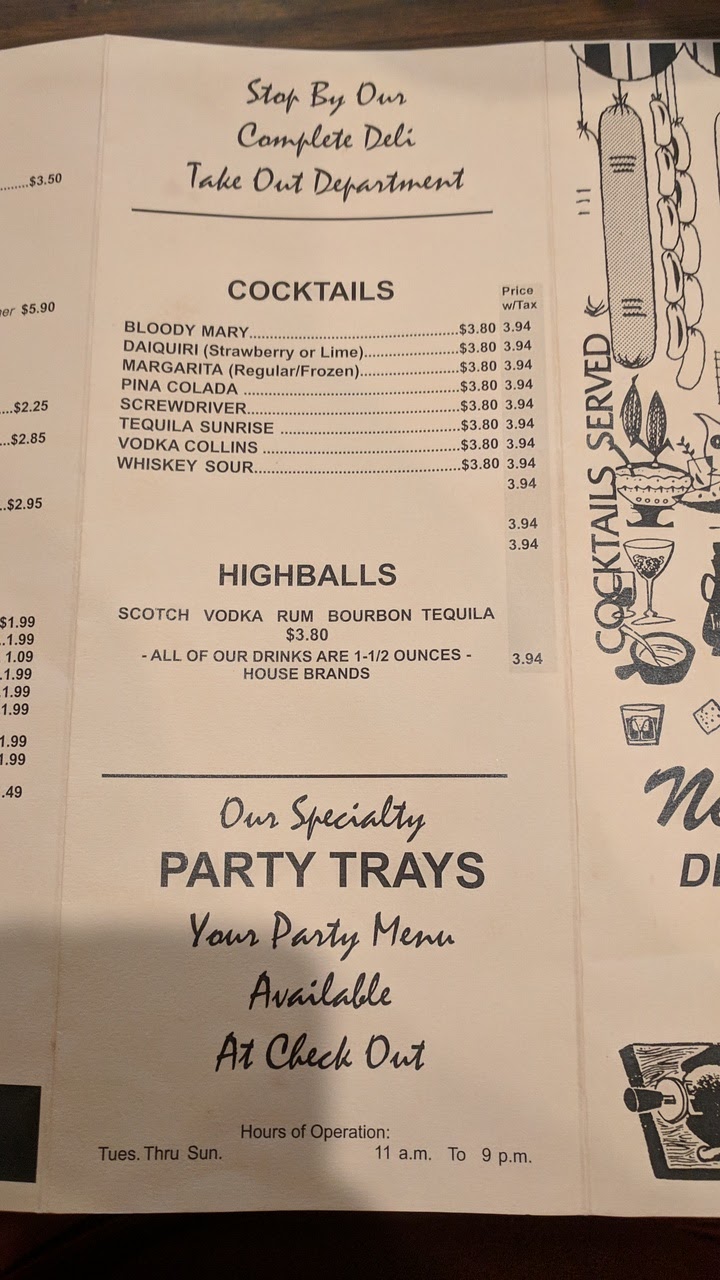 ........$3.50
er $5.90
....$2.25
...$2.85
..$2.95
$1.99
..1.99
1.09
.1.99
.1.99
.1.99
1.99
1.99
.49
Stop By Our
Complete Deli
Take Out Department
COCKTAILS
Price
w/Tax
BLOODY MARY..................................................$3.80 3.94
DAIQUIRI (Strawberry or Lime).......................$3.80 3.94
MARGARITA (Regular/Frozen)........................$3.80 3.94
PINA COLADA ....................................................$3.80 3.94
SCREWDRIVER...................................................$3.80 3.94
TEQUILA SUNRISE ...........................................$3.80 3.94
VODKA COLLINS ...............................................$3.80 3.94
WHISKEY SOUR.................................................$3.80 3.94
3.94
3.94
3.94
HIGHBALLS
SCOTCH VODKA RUM BOURBON TEQUILA
$3.80
- ALL OF OUR DRINKS ARE 1-1/2 OUNCES - 3.94
HOUSE BRANDS
Our Specialty
PARTY TRAYS
Your Party Menu
Available
At Check Out
Hours of Operation:
Tues. Thru Sun. 11 a.m. To 9 p.m.
COCKTAILS SERVED